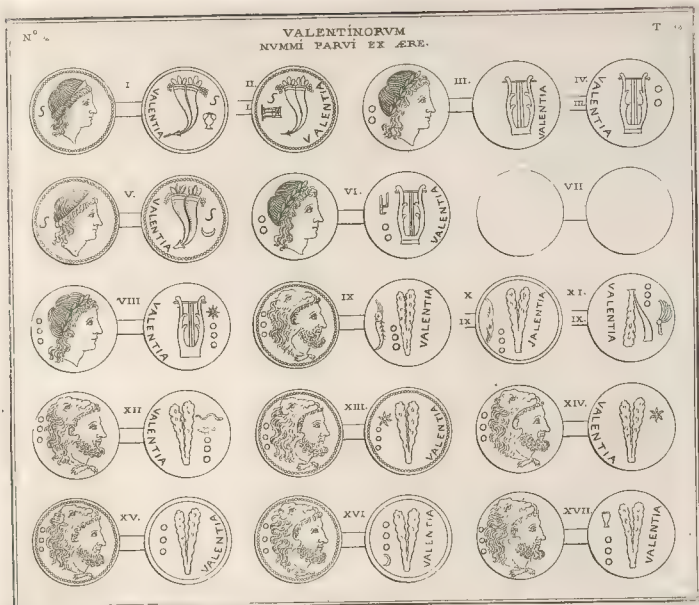 N° T
VALENTINORVM
NVMMI PARVI EX ÆRE.
I II. III. IV.
L III.
S VALENTIA S VALENTIA VALENTIA VALENTIA
V. VI. VII
S VALENTIA S VALENTIA
VIII IX X XI.
IX IX.
VALENTIA VALENTIA VALENTIA VALENTIA
XII XIII. XIV.
VALENTIA VALENTIA VALENTIA
XV. XVI XVII.
VALENTIA VALENTIA VALENTIA